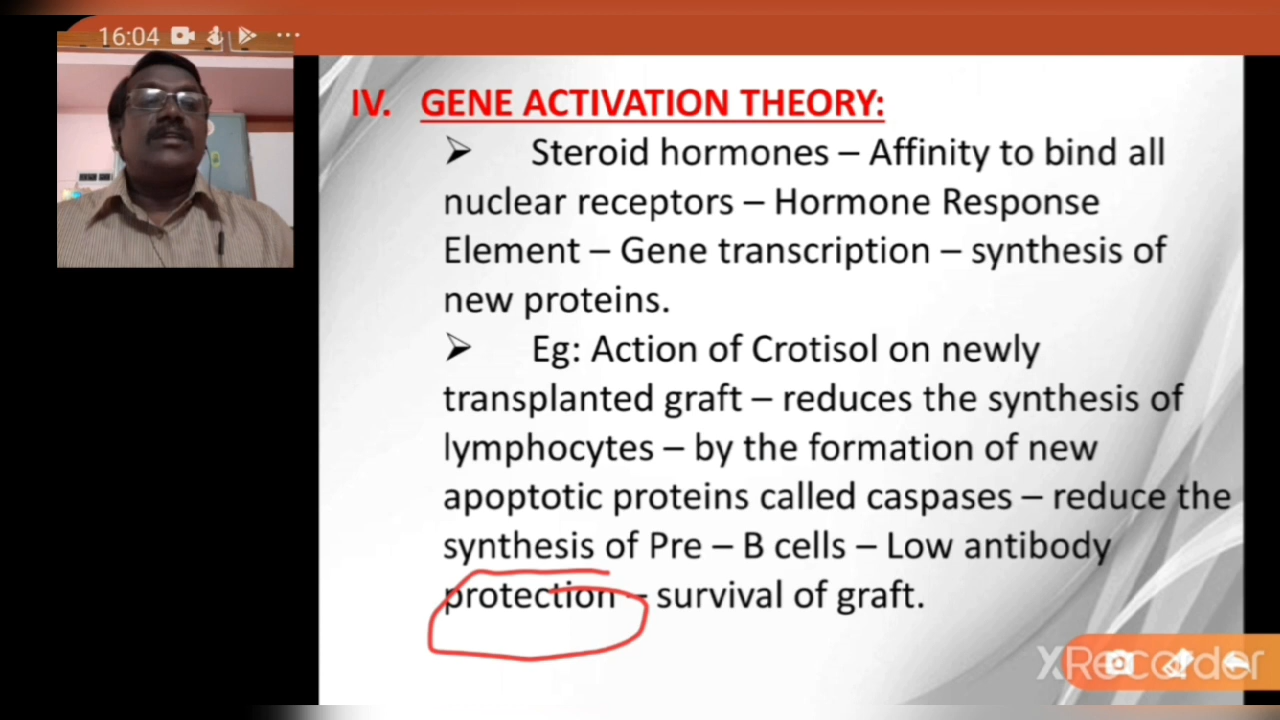 16:04
IV. GENE ACTIVATION THEORY:
➤ Steroid hormones – Affinity to bind all
nuclear receptors – Hormone Response
Element – Gene transcription – synthesis of
new proteins.
➤ Eg: Action of Crotisol on newly
transplanted graft – reduces the synthesis of
lymphocytes – by the formation of new
apoptotic proteins called caspases – reduce the
synthesis of Pre – B cells – Low antibody
protection – survival of graft.
XRecorder